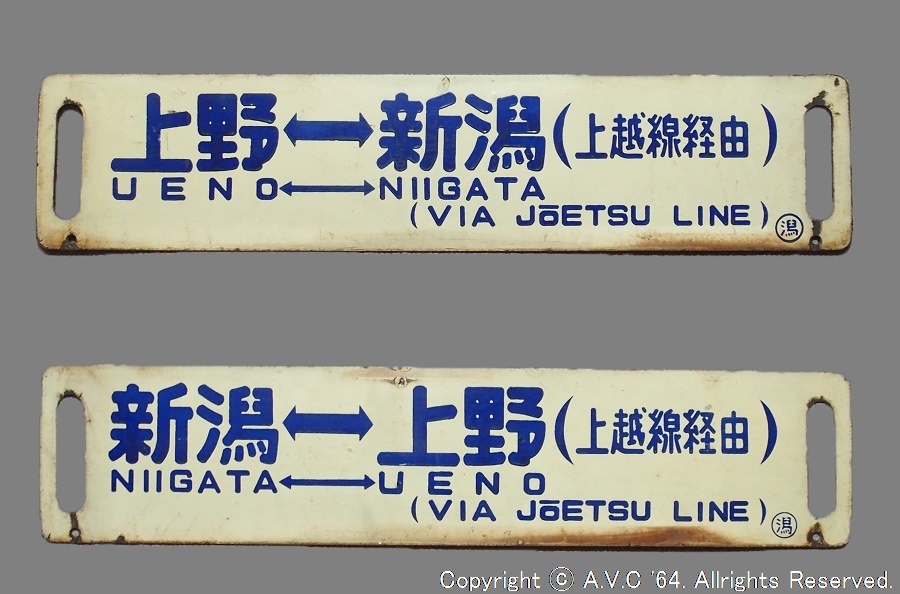 上野↔新潟(上越線経由)
UENO↔NIIGATA
(VIA JōETSU LINE)
潟
新潟↔上野(上越線経由)
NIIGATA↔UENO
(VIA JōETSU LINE)
潟
Copyright ⓒ A.V.C '64. Allrights Reserved.